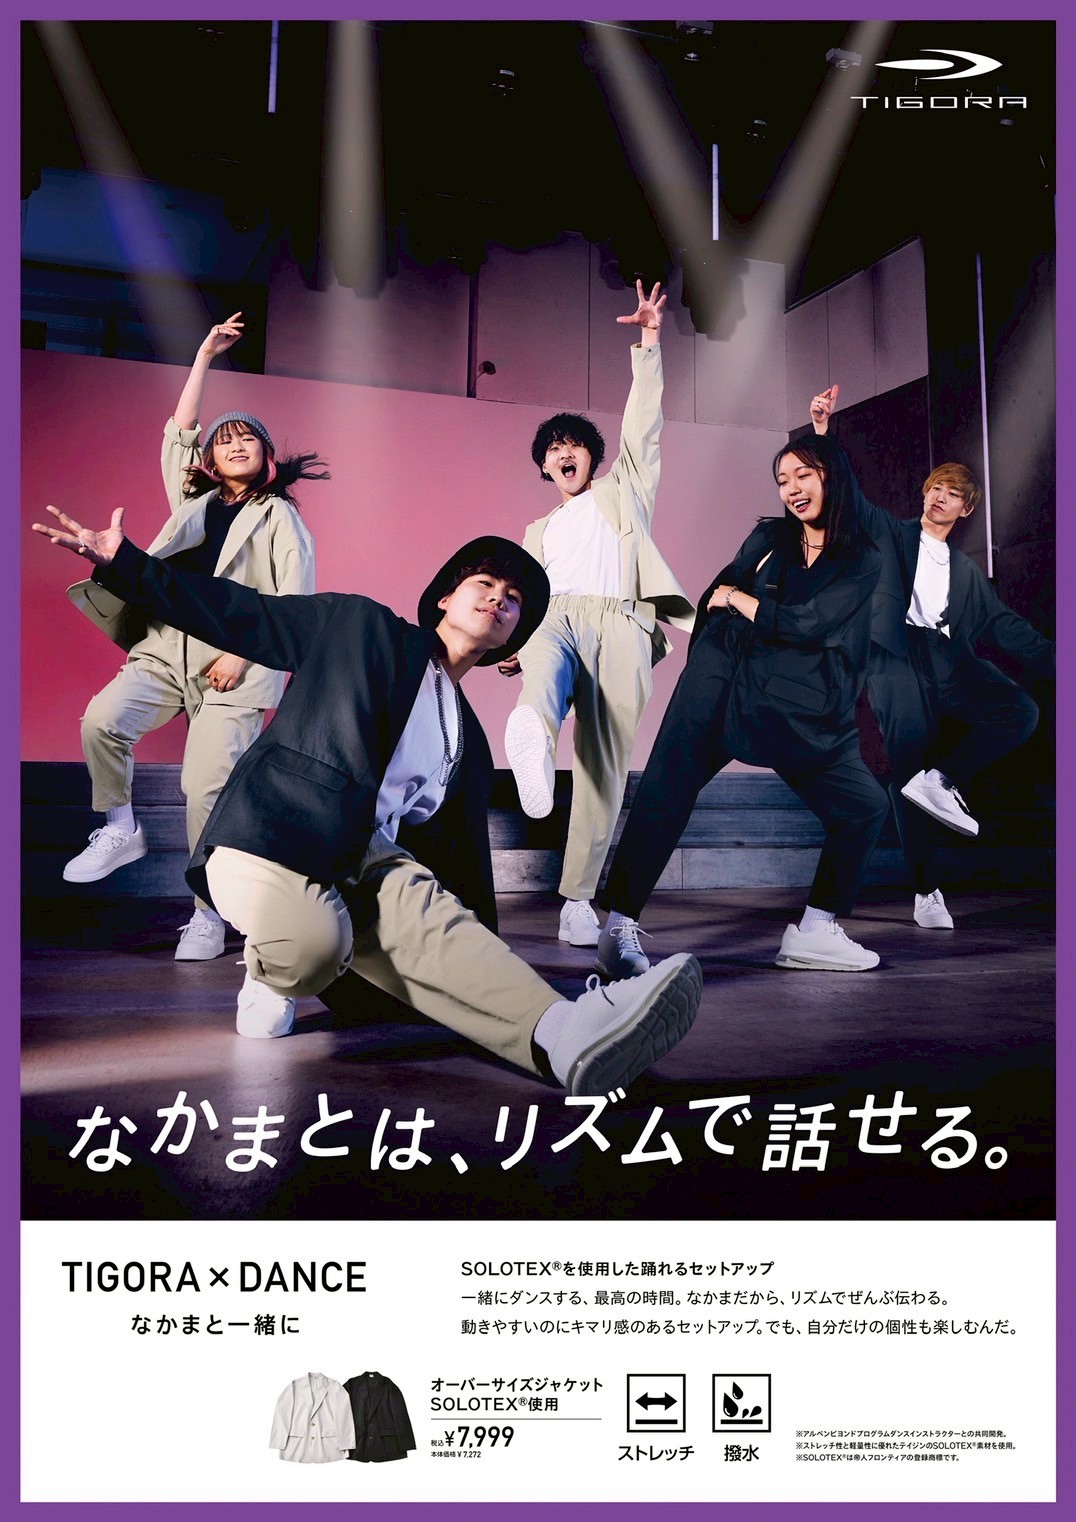 TIGORA
なかまとは、リズムで話せる。
TIGORA×DANCE
なかまと一緒に
SOLOTEX®を使用した踊れるセットアップ
一緒にダンスする、最高の時間。なかまだから、リズムでぜんぶ伝わる。
動きやすいのにキマリ感のあるセットアップ。でも、自分だけの個性も楽しむんだ。
オーバーサイズジャケット
SOLOTEX®使用
税込¥7,999
本体価格¥7,272
ストレッチ
撥水
※アルペンビヨンドプログラムダンスインストラクターとの共同開発。
※ストレッチ性と軽量性に優れたテイジンのSOLOTEX®素材を使用。
※SOLOTEX®は帝人フロンティアの登録商標です。